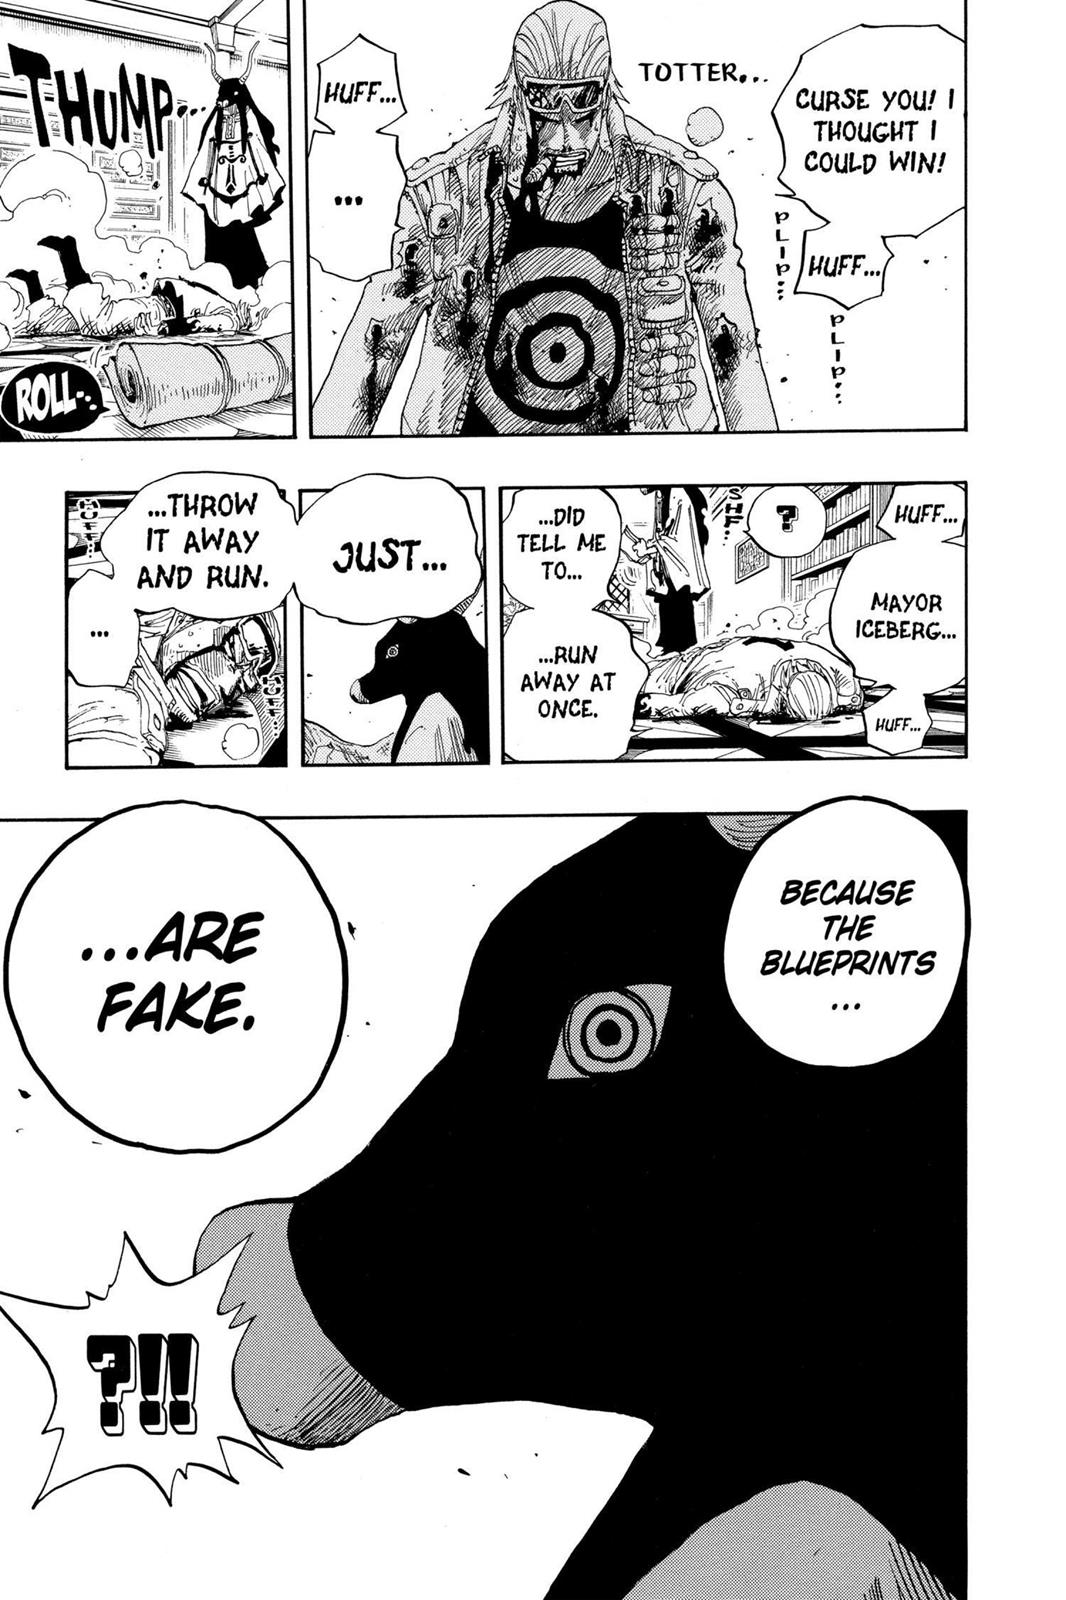 CURSE YOU! I
THOUGHT I
COULD WIN!
HUFF...
TOTTER...
PLIP...
PLIP...
HUFF...
...
THUMP...
ROLL...
HUFF...
MAYOR
ICEBERG...
HUFF...
?
SHF...
...DID
TELL ME
TO...
...RUN
AWAY AT
ONCE.
JUST...
...THROW
IT AWAY
AND RUN.
HUFF...
...
HUFF...
BECAUSE
THE
BLUEPRINTS
...
...ARE
FAKE.
?!!